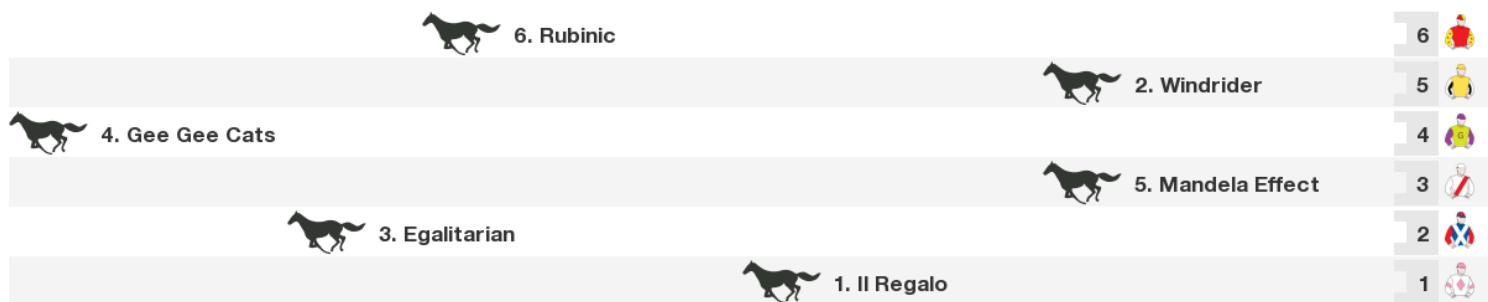 6. Rubinic 6
2. Windrider 5
4. Gee Gee Cats 4 G
5. Mandela Effect 3
3. Egalitarian 2
1. Il Regalo 1